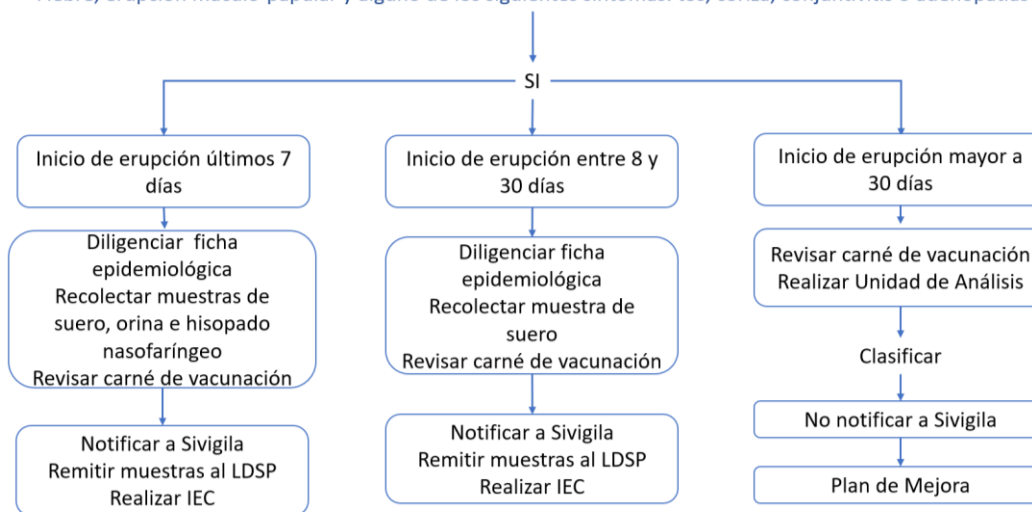 SI
Inicio de erupción últimos 7
días
Diligenciar ficha
epidemiológica
Recolectar muestras de
suero, orina e hisopado
nasofaríngeo
Revisar carné de vacunación
Notificar a Sivigila
Remitir muestras al LDSP
Realizar IEC
Inicio de erupción entre 8 y
30 días
Diligenciar ficha
epidemiológica
Recolectar muestra de
suero
Revisar carné de vacunación
Notificar a Sivigila
Remitir muestras al LDSP
Realizar IEC
Inicio de erupción mayor a
30 días
Revisar carné de vacunación
Realizar Unidad de Análisis
Clasificar
No notificar a Sivigila
Plan de Mejora